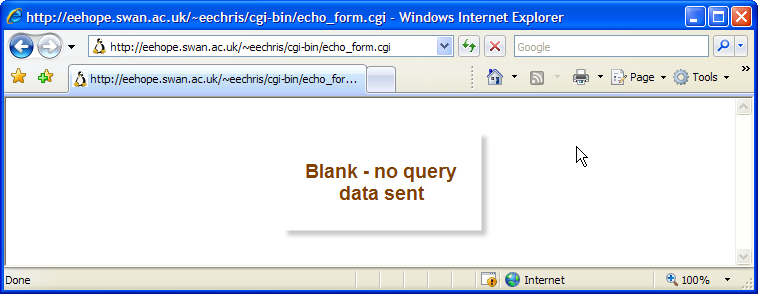 http://eehope.swan.ac.uk/~eechris/cgi-bin/echo_form.cgi - Windows Internet Explorer
http://eehope.swan.ac.uk/~eechris/cgi-bin/echo_form.cgi
Google
http://eehope.swan.ac.uk/~eechris/cgi-bin/echo_for...
Page
Tools
»
Blank - no query
data sent
Done
Internet
100%